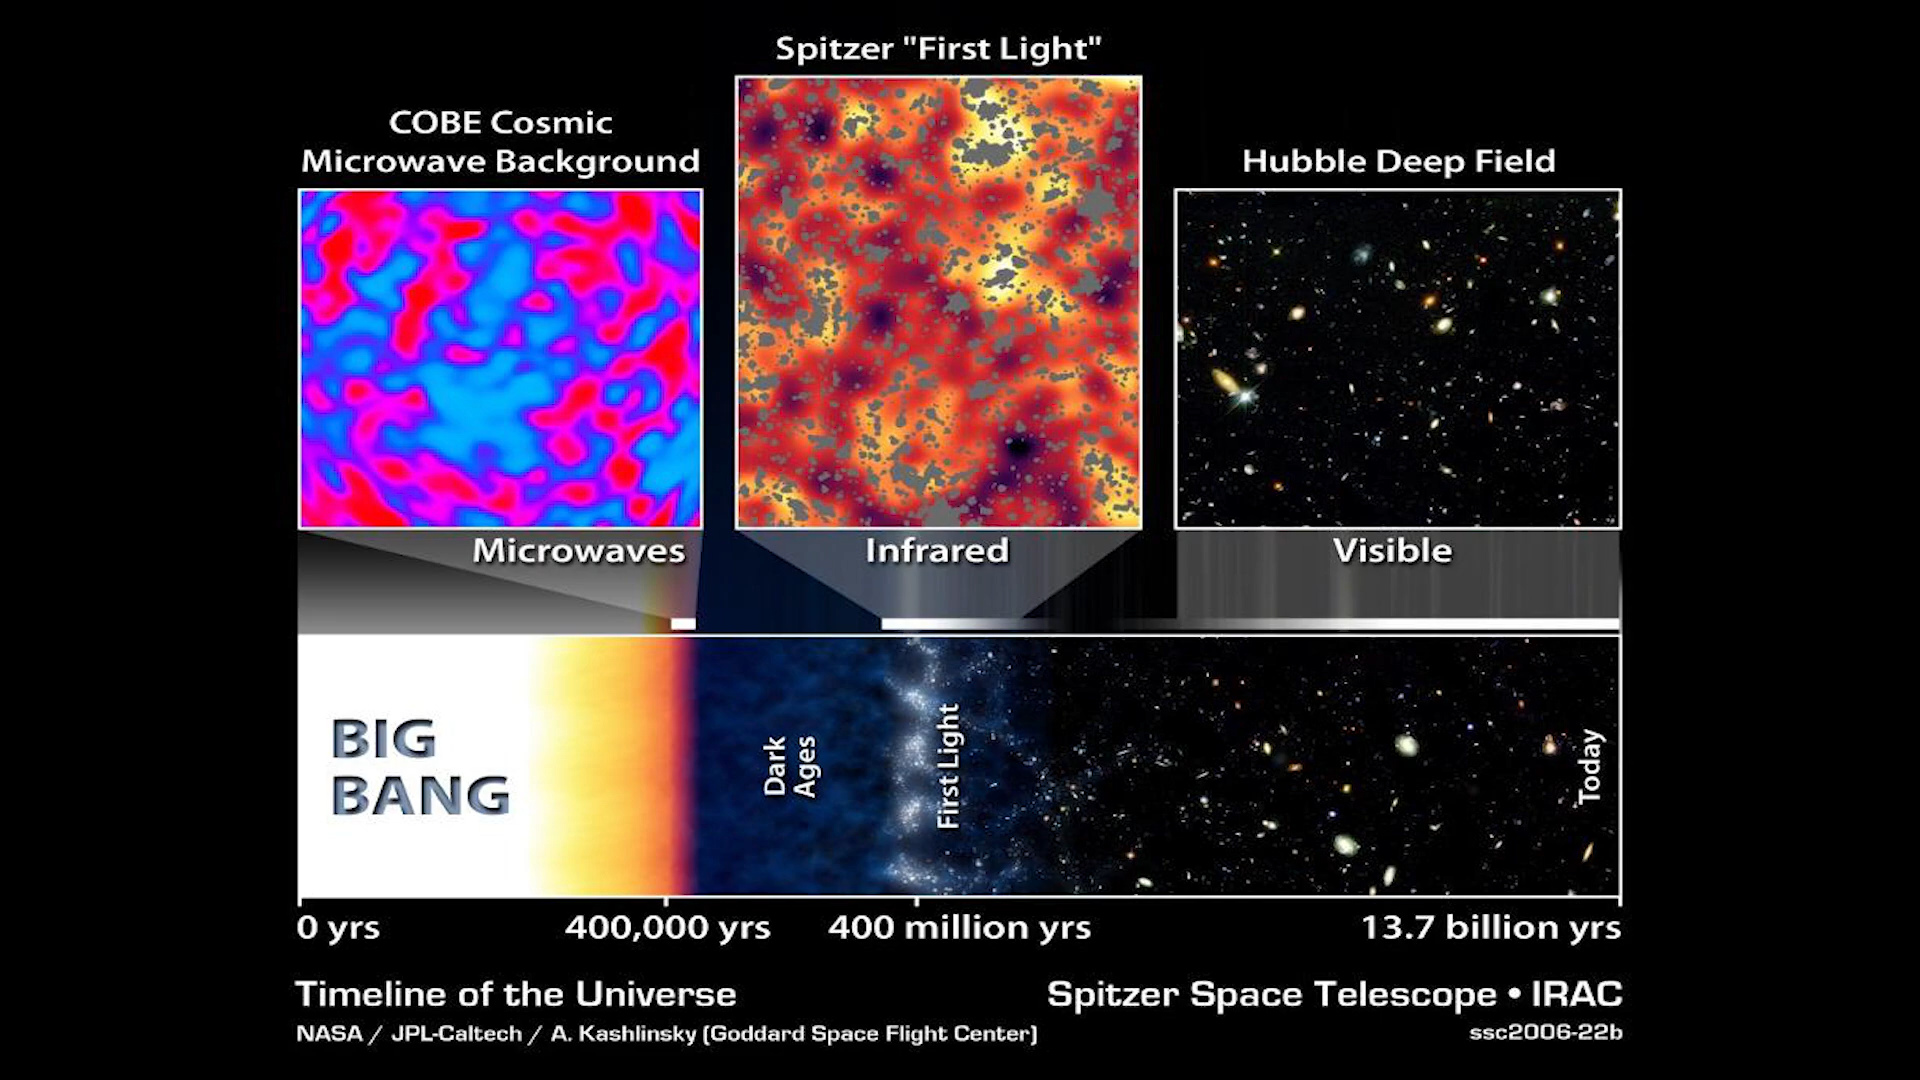 Spitzer "First Light"
COBE Cosmic
Microwave Background
Hubble Deep Field
Microwaves
Infrared
Visible
BIG
BANG
Dark
Ages
First Light
Today
0 yrs
400,000 yrs
400 million yrs
13.7 billion yrs
Timeline of the Universe
Spitzer Space Telescope • IRAC
NASA / JPL-Caltech / A. Kashlinsky (Goddard Space Flight Center)
ssc2006-22b